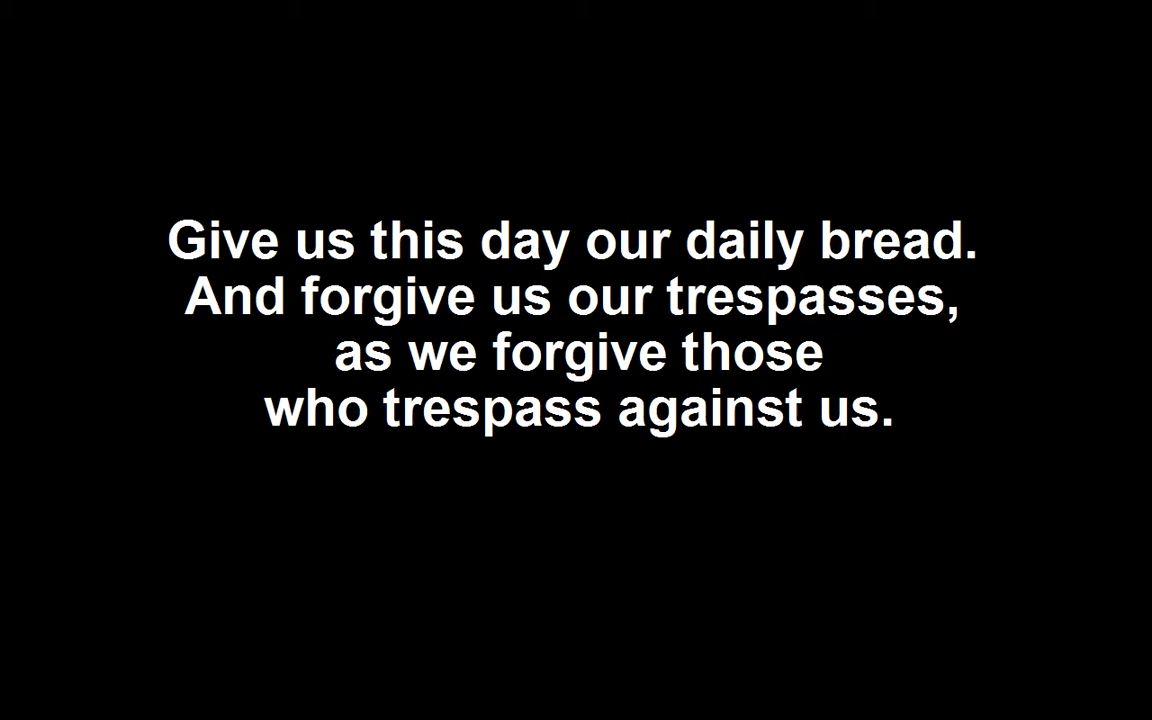 Give us this day our daily bread.
And forgive us our trespasses,
as we forgive those
who trespass against us.